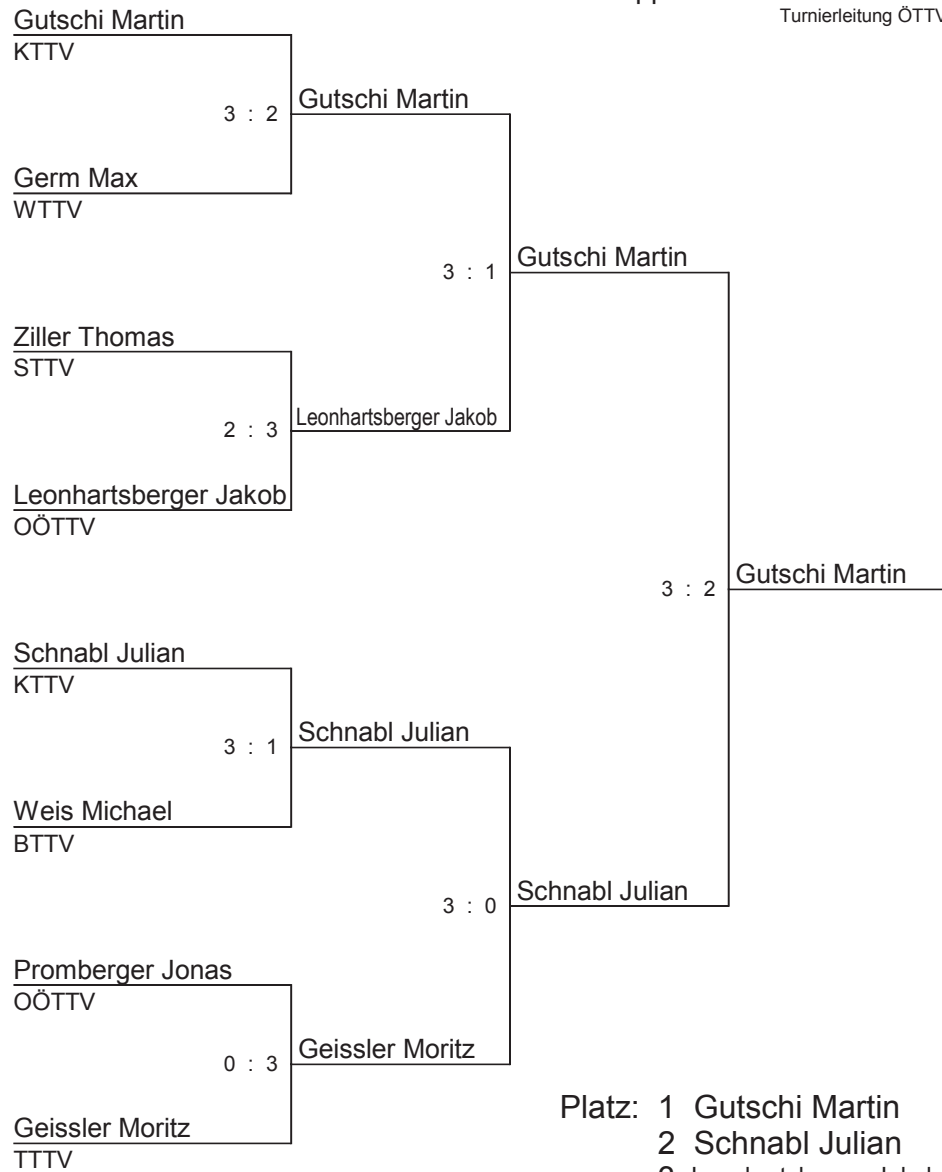 Turnierleitung ÖTTV
Gutschi Martin
KTTV
3 : 2
Gutschi Martin
Germ Max
WTTV
3 : 1
Gutschi Martin
Ziller Thomas
STTV
2 : 3
Leonhartsberger Jakob
Leonhartsberger Jakob
OÖTTV
3 : 2
Gutschi Martin
Schnabl Julian
KTTV
3 : 1
Schnabl Julian
Weis Michael
BTTV
3 : 0
Schnabl Julian
Promberger Jonas
OÖTTV
0 : 3
Geissler Moritz
Geissler Moritz
TTTV
Platz: 1 Gutschi Martin
2 Schnabl Julian